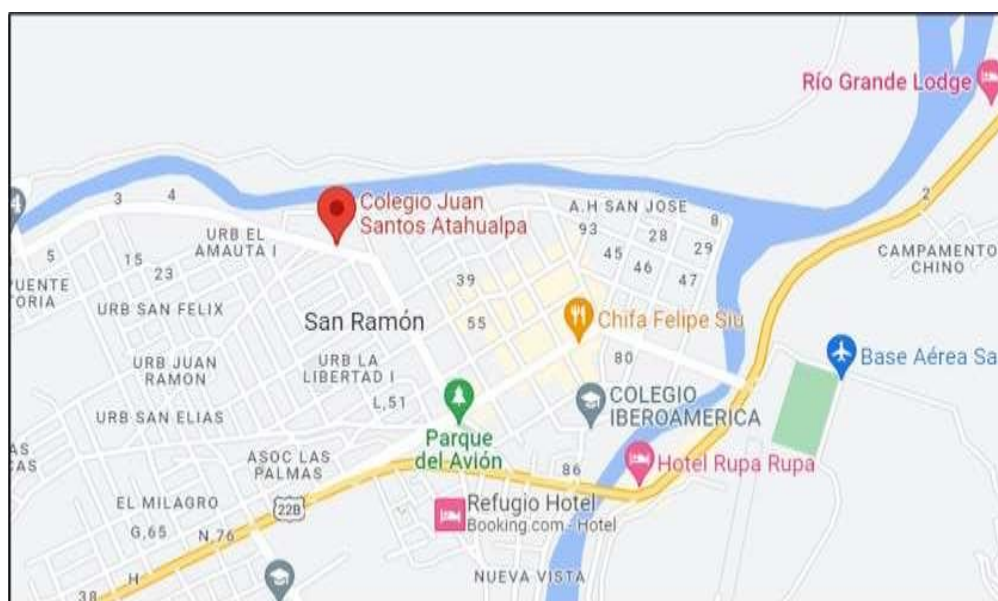 Río Grande Lodge
4
3
4
Colegio Juan
Santos Atahualpa
A.H SAN JOSE
2
8
93
URB EL
AMAUTA I
28
29
CAMPAMENTO
CHINO
5
15
23
45
46
47
39
PUENTE
ORIA
URB SAN FELIX
San Ramón
55
Chifa Felipe Siu
URB JUAN
RAMON
URB LA
LIBERTAD I
80
Base Aérea Sa
L,51
COLEGIO
IBEROAMERICA
URB SAN ELIAS
Parque
del Avión
AS
CAS
ASOC LAS
PALMAS
86
Hotel Rupa Rupa
EL MILAGRO
22B
Refugio Hotel
Booking.com - Hotel
G,65
N,76
H
38
NUEVA VISTA